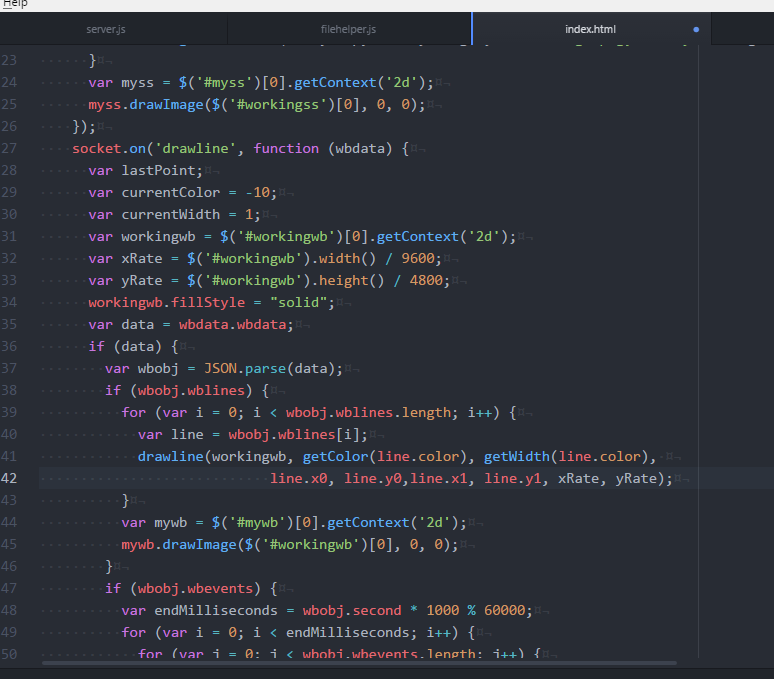 Help
server.js filehelper.js index.html
23 }
24 var myss = $('#myss')[0].getContext('2d');
25 myss.drawImage($('#workingss')[0], 0, 0);
26 });
27 socket.on('drawline', function (wbdata) {
28 var lastPoint;
29 var currentColor = -10;
30 var currentWidth = 1;
31 var workingwb = $('#workingwb')[0].getContext('2d');
32 var xRate = $('#workingwb').width() / 9600;
33 var yRate = $('#workingwb').height() / 4800;
34 workingwb.fillStyle = "solid";
35 var data = wbdata.wbdata;
36 if (data) {
37 var wbobj = JSON.parse(data);
38 if (wbobj.wblines) {
39 for (var i = 0; i < wbobj.wblines.length; i++) {
40 var line = wbobj.wblines[i];
41 drawline(workingwb, getColor(line.color), getWidth(line.color),
42 line.x0, line.y0,line.x1, line.y1, xRate, yRate);
43 }
44 var mywb = $('#mywb')[0].getContext('2d');
45 mywb.drawImage($('#workingwb')[0], 0, 0);
46 }
47 if (wbobj.wbevents) {
48 var endMilliseconds = wbobj.second * 1000 % 60000;
49 for (var i = 0; i < endMilliseconds; i++) {
50 for (var j = 0; j < wbobj.wbevents.length; j++) {